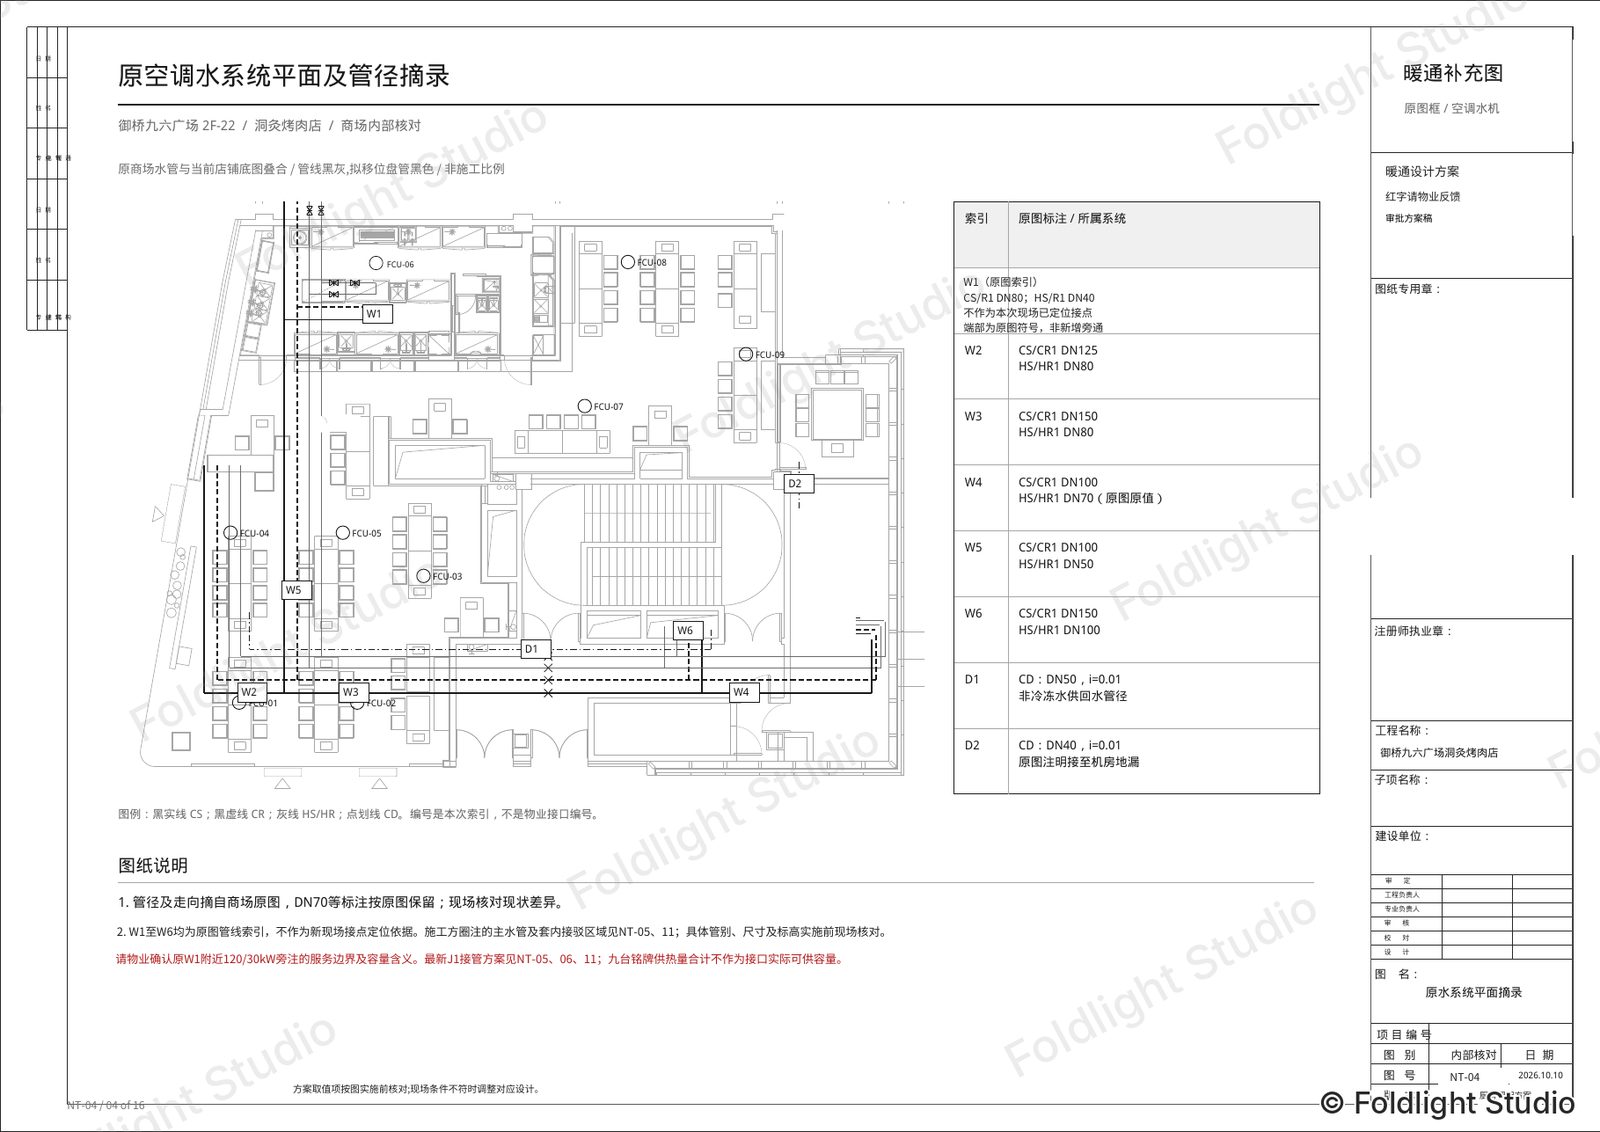 原空调水系统平面及管径摘录
御桥九六广场 2F-22 / 洞灸烤肉店 / 商场内部核对
原商场水管与当前店铺底图叠合 / 管线黑灰,拟移位盘管黑色 / 非施工比例
FCU-06
FCU-08
W1
FCU-09
FCU-07
D2
FCU-04
FCU-05
FCU-03
W5
W6
D1
W2
W3
W4
FCU-01
FCU-02
图例：黑实线 CS；黑虚线 CR；灰线 HS/HR；点划线 CD。编号是本次索引，不是物业接口编号。
索引 原图标注 / 所属系统
W1（原图索引）
CS/R1 DN80；HS/R1 DN40
不作为本次现场已定位接点
端部为原图符号，非新增旁通
W2 CS/CR1 DN125
HS/HR1 DN80
W3 CS/CR1 DN150
HS/HR1 DN80
W4 CS/CR1 DN100
HS/HR1 DN70（原图原值）
W5 CS/CR1 DN100
HS/HR1 DN50
W6 CS/CR1 DN150
HS/HR1 DN100
D1 CD：DN50，i=0.01
非冷冻水供回水管径
D2 CD：DN40，i=0.01
原图注明接至机房地漏
图纸说明
1. 管径及走向摘自商场原图，DN70等标注按原图保留；现场核对现状差异。
2. W1至W6均为原图管线索引，不作为新现场接点定位依据。施工方圈注的主水管及套内接驳区域见NT-05、11；具体管别、尺寸及标高实施前现场核对。
请物业确认原W1附近120/30kW旁注的服务边界及容量含义。最新J1接管方案见NT-05、06、11；九台铭牌供热量合计不作为接口实际可供容量。
方案取值项按图实施前核对;现场条件不符时调整对应设计。
NT-04 / 04 of 16
暖通补充图
原图框 / 空调水机
暖通设计方案
红字请物业反馈
审批方案稿
图纸专用章：
注册师执业章：
工程名称：
御桥九六广场洞灸烤肉店
子项名称：
建设单位：
审 定
工程负责人
专业负责人
审 核
校 对
设 计
图 名：
原水系统平面摘录
项目编号
图 别 内部核对 日 期
图 号 NT-04 2026.10.10
© Foldlight Studio
Foldlight Studio
Foldlight Studio
Foldlight Studio
Foldlight Studio
Foldlight Studio
Foldlight Studio
Foldlight Studio
Foldlight Studio
Foldlight Studio